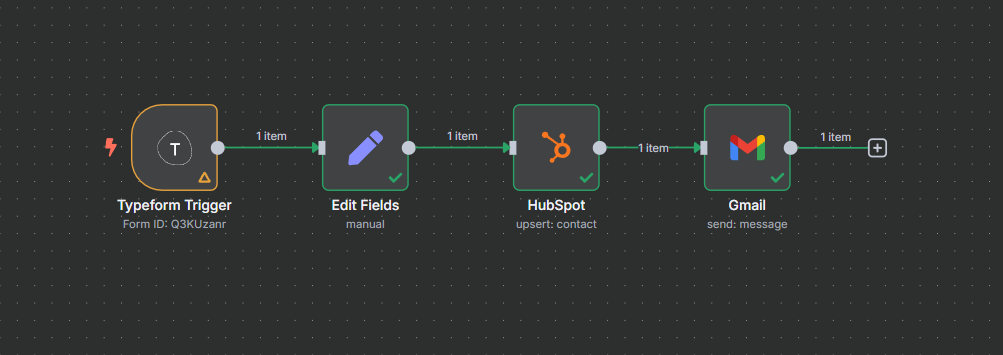 1 item
1 item
1 item
1 item
T
Typeform Trigger
Form ID: Q3KUzanr
Edit Fields
manual
HubSpot
upsert: contact
Gmail
send: message